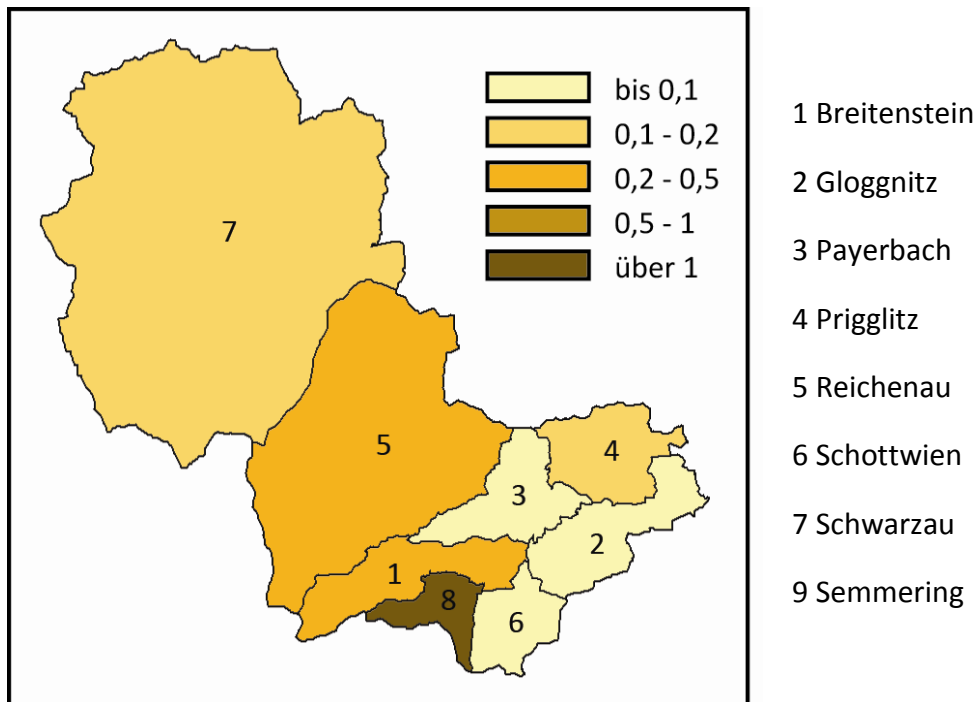 bis 0,1
0,1 - 0,2
0,2 - 0,5
0,5 - 1
über 1
7
5
4
3
2
1
8
6
1 Breitenstein
2 Gloggnitz
3 Payerbach
4 Prigglitz
5 Reichenau
6 Schottwien
7 Schwarzau
9 Semmering